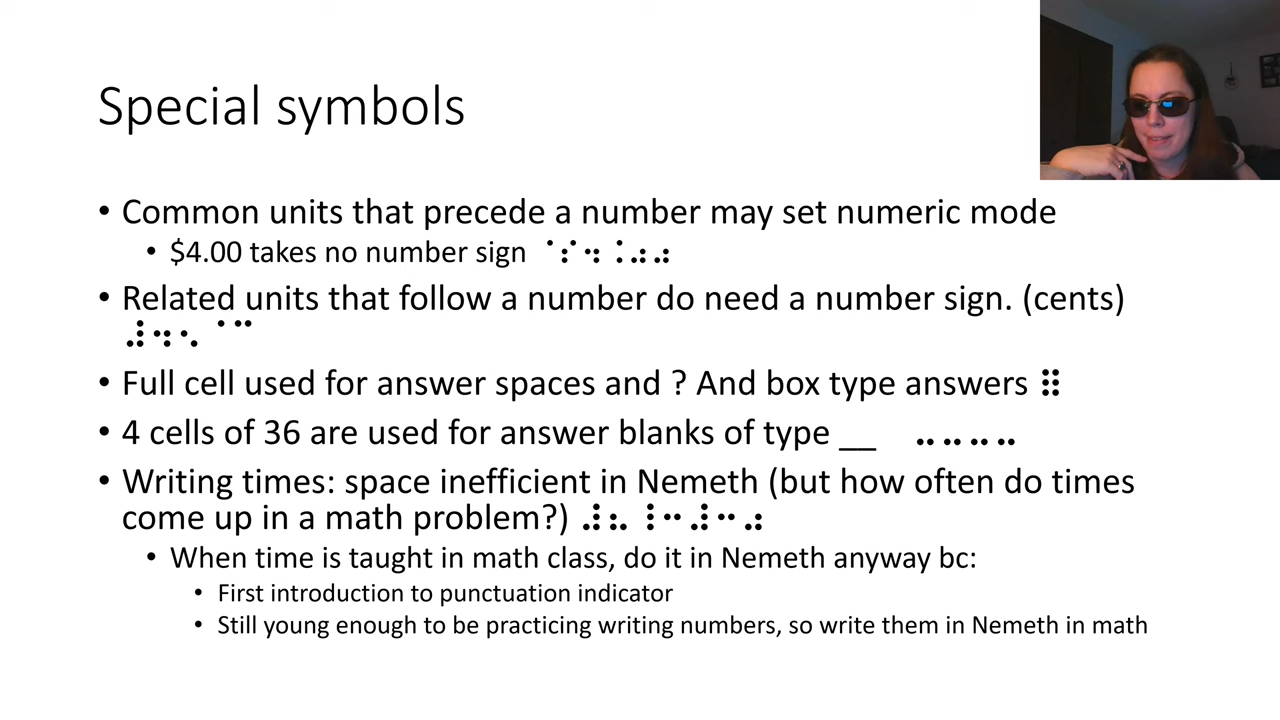 Special symbols
• Common units that precede a number may set numeric mode
• $4.00 takes no number sign ⠈⠎⠲⠨⠴⠴
• Related units that follow a number do need a number sign. (cents)
⠼⠲⠢⠈⠉
• Full cell used for answer spaces and ? And box type answers ⠿
• 4 cells of 36 are used for answer blanks of type __ ⠤⠤⠤⠤
• Writing times: space inefficient in Nemeth (but how often do times
come up in a math problem?) ⠼⠦⠸⠒⠼⠒⠴
• When time is taught in math class, do it in Nemeth anyway bc:
• First introduction to punctuation indicator
• Still young enough to be practicing writing numbers, so write them in Nemeth in math